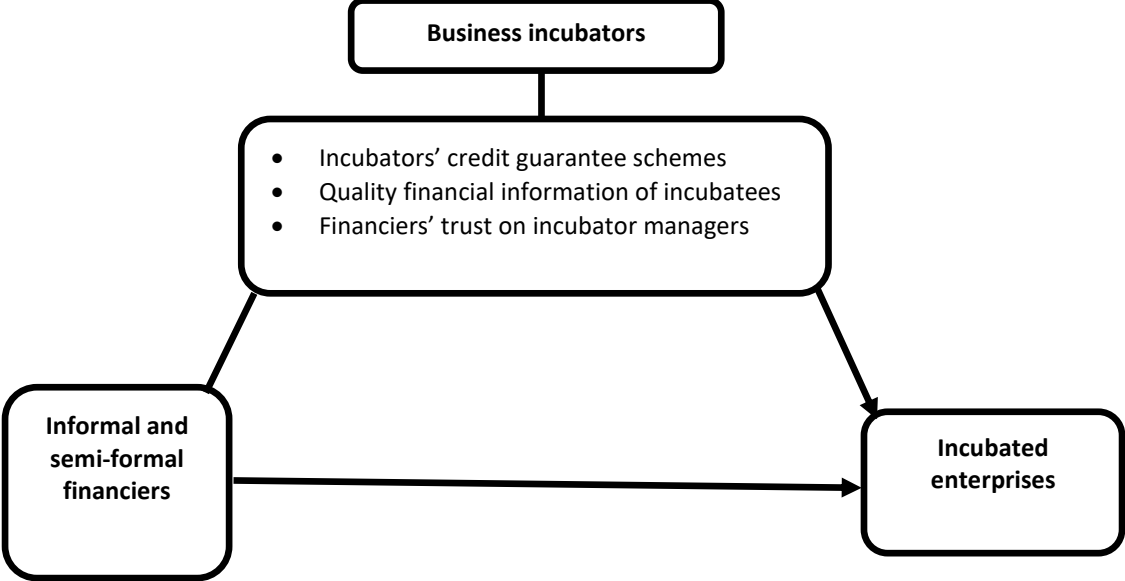 Business incubators
• Incubators’ credit guarantee schemes
• Quality financial information of incubatees
• Financiers’ trust on incubator managers
Informal and
semi-formal
financiers
Incubated
enterprises